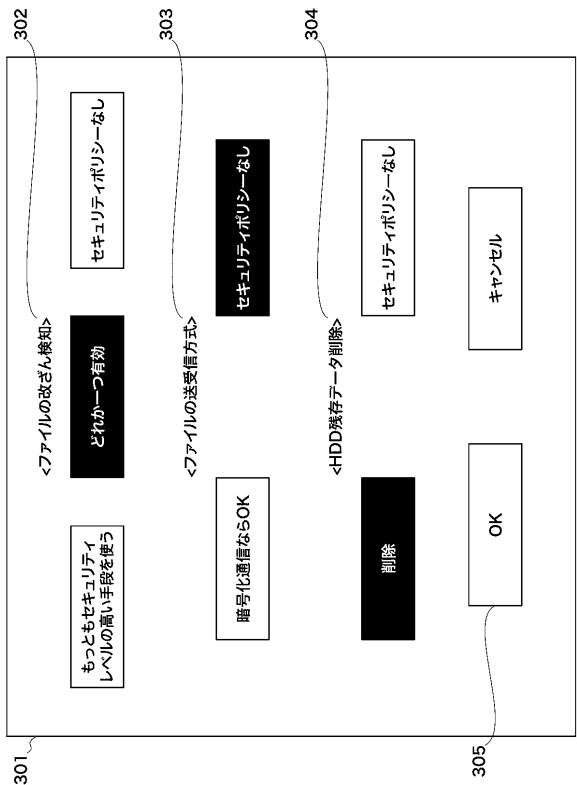 301
302
<ファイルの改ざん検知>
もっともセキュリティ
レベルの高い手段を使う
どれか一つ有効
セキュリティポリシーなし
303
<ファイルの送受信方式>
暗号化通信ならOK
セキュリティポリシーなし
304
<HDD残存データ削除>
削除
セキュリティポリシーなし
305
OK
キャンセル